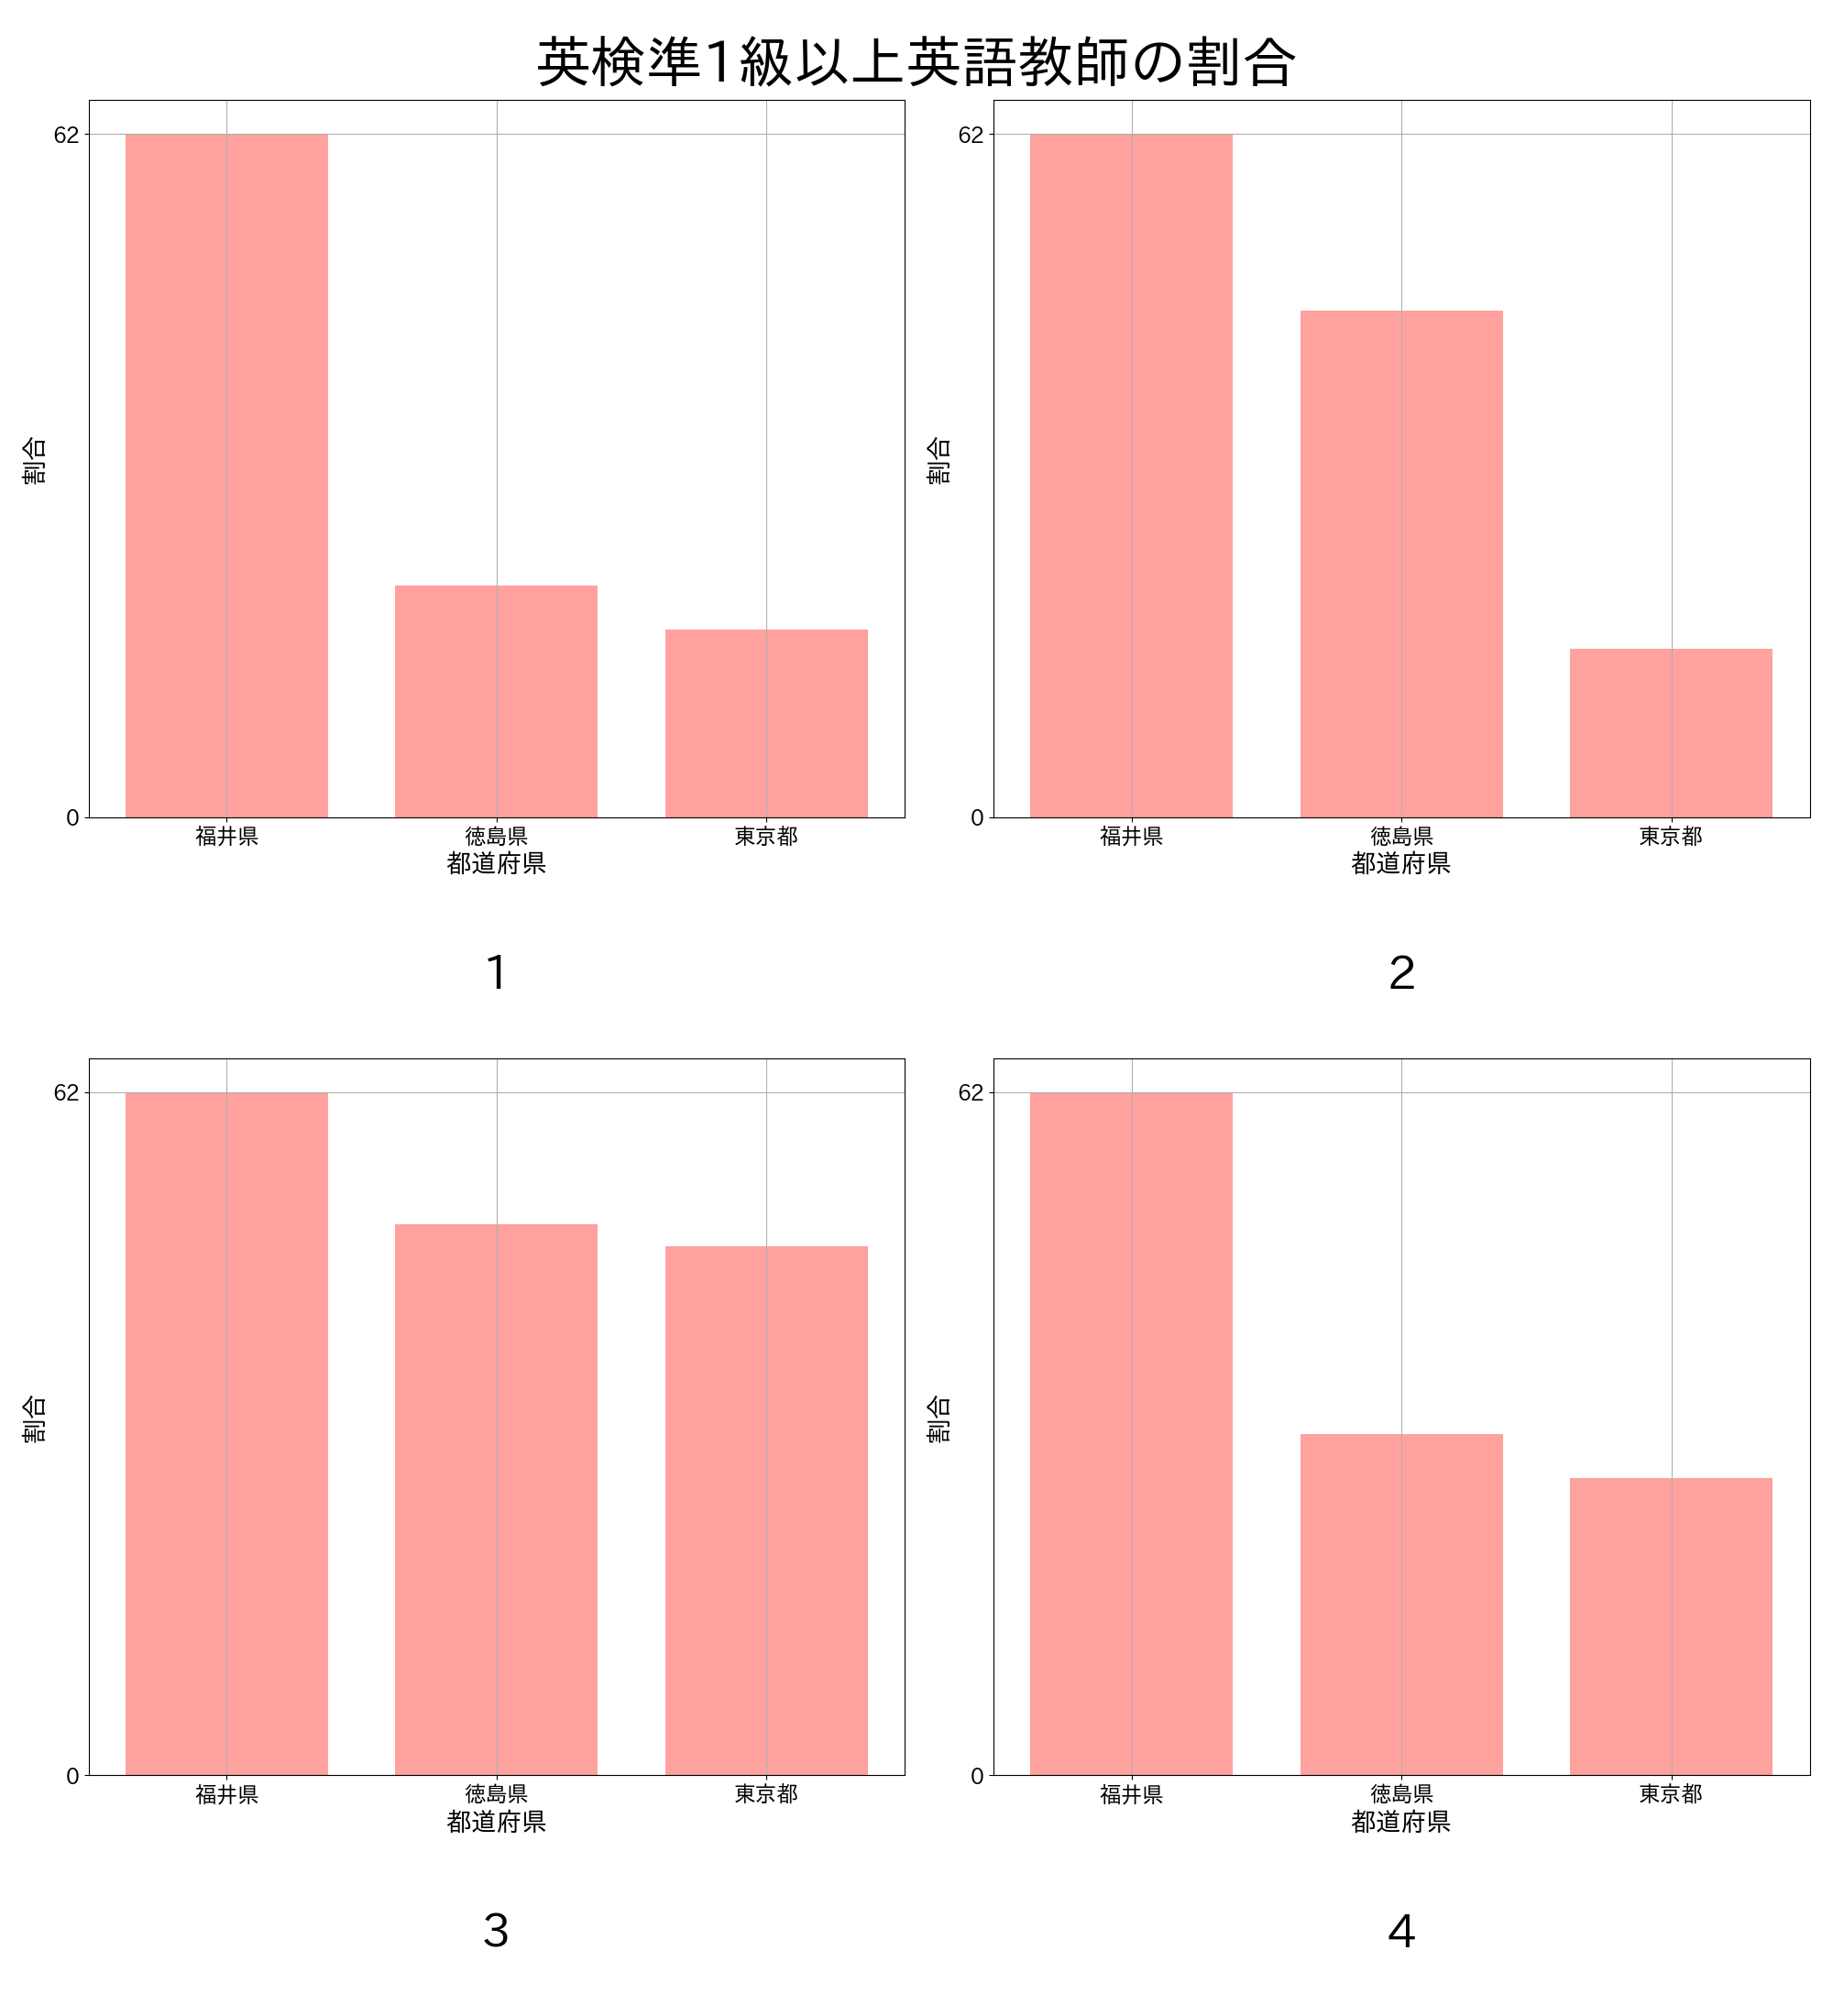 英検準1級以上英語教師の割合
62
0
割合
福井県 徳島県 東京都
都道府県
1
62
0
割合
福井県 徳島県 東京都
都道府県
2
62
0
割合
福井県 徳島県 東京都
都道府県
3
62
0
割合
福井県 徳島県 東京都
都道府県
4